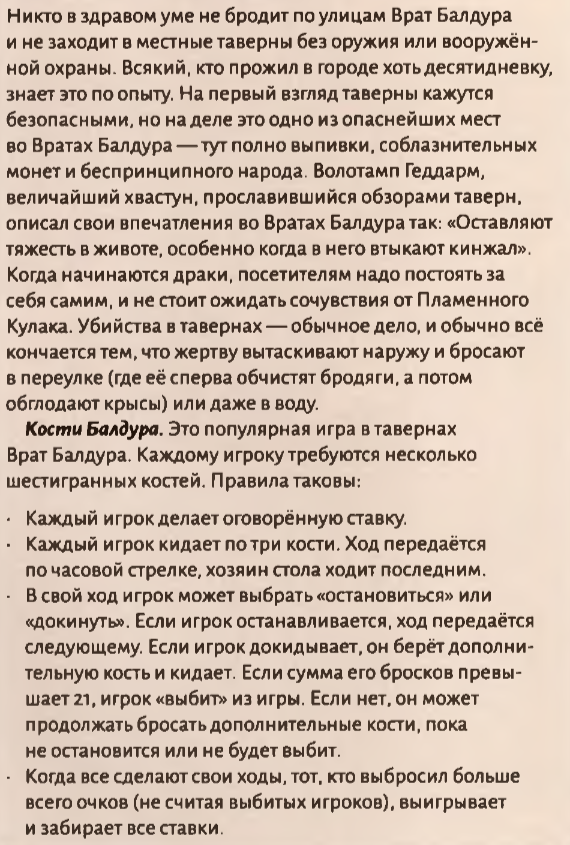 Никто в здравом уме не бродит по улицам Врат Балдура
и не заходит в местные таверны без оружия или вооружён-
ной охраны. Всякий, кто прожил в городе хоть десятидневку,
знает это по опыту. На первый взгляд таверны кажутся
безопасными, но на деле это одно из опаснейших мест
во Вратах Балдура — тут полно выпивки, соблазнительных
монет и беспринципного народа. Волотамп Геддарм,
величайший хвастун, прославившийся обзорами таверн,
описал свои впечатления во Вратах Балдура так: «Оставляют
тяжесть в животе, особенно когда в него втыкают кинжал».
Когда начинаются драки, посетителям надо постоять за
себя самим, и не стоит ожидать сочувствия от Пламенного
Кулака. Убийства в тавернах — обычное дело, и обычно всё
кончается тем, что жертву вытаскивают наружу и бросают
в переулке (где её сперва обчистят бродяги, а потом
обглодают крысы) или даже в воду.
Кости Балдура. Это популярная игра в тавернах
Врат Балдура. Каждому игроку требуются несколько
шестигранных костей. Правила таковы:
· Каждый игрок делает оговорённую ставку.
· Каждый игрок кидает по три кости. Ход передаётся
по часовой стрелке, хозяин стола ходит последним.
· В свой ход игрок может выбрать «остановиться» или
«докинуть». Если игрок останавливается, ход передаётся
следующему. Если игрок докидывает, он берёт дополни-
тельную кость и кидает. Если сумма его бросков превы-
шает 21, игрок «выбит» из игры. Если нет, он может
продолжать бросать дополнительные кости, пока
не остановится или не будет выбит.
· Когда все сделают свои ходы, тот, кто выбросил больше
всего очков (не считая выбитых игроков), выигрывает
и забирает все ставки.